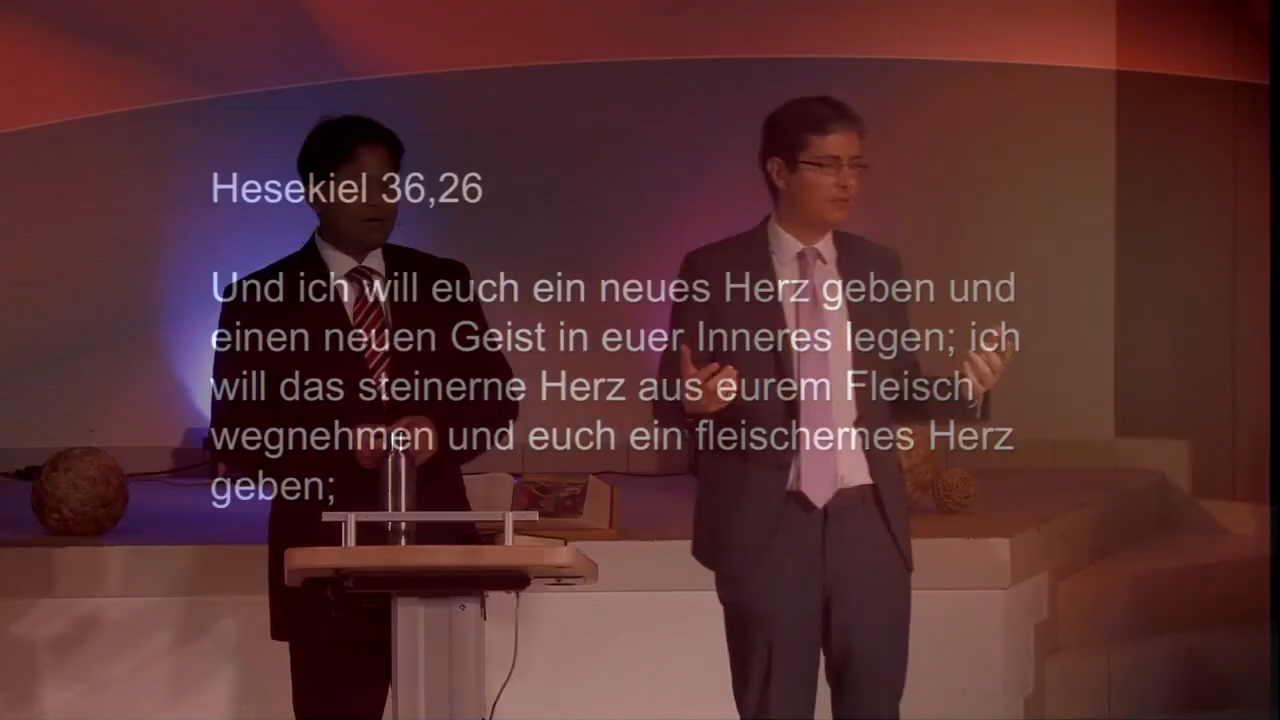 Hesekiel 36,26
Und ich will euch ein neues Herz geben und
einen neuen Geist in euer Inneres legen; ich
will das steinerne Herz aus eurem Fleisch
wegnehmen und euch ein fleischernes Herz
geben;